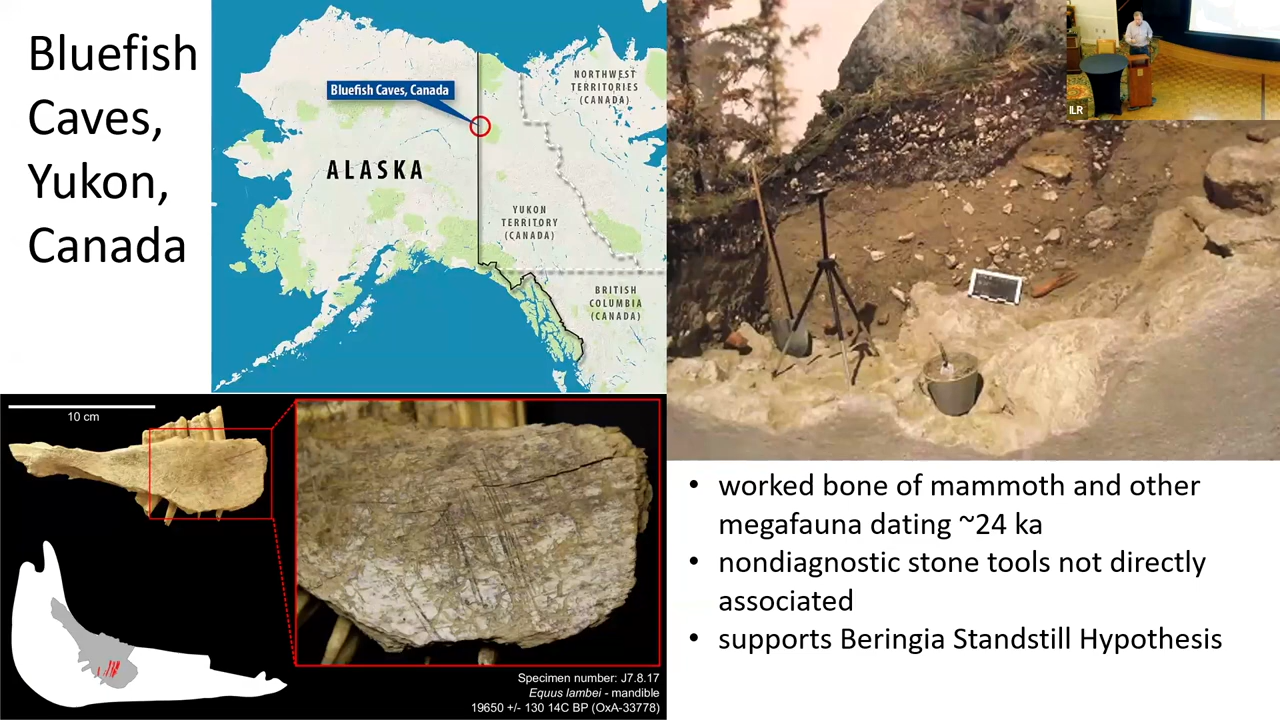 Bluefish
Caves,
Yukon,
Canada
Bluefish Caves, Canada
NORTHWEST
TERRITORIES
(CANADA)
ALASKA
YUKON
TERRITORY
(CANADA)
BRITISH
COLUMBIA
(CANADA)
ILR
10 cm
Specimen number: J7.8.17
Equus lambei - mandible
19650 +/- 130 14C BP (OxA-33778)
• worked bone of mammoth and other
megafauna dating ~24 ka
• nondiagnostic stone tools not directly
associated
• supports Beringia Standstill Hypothesis